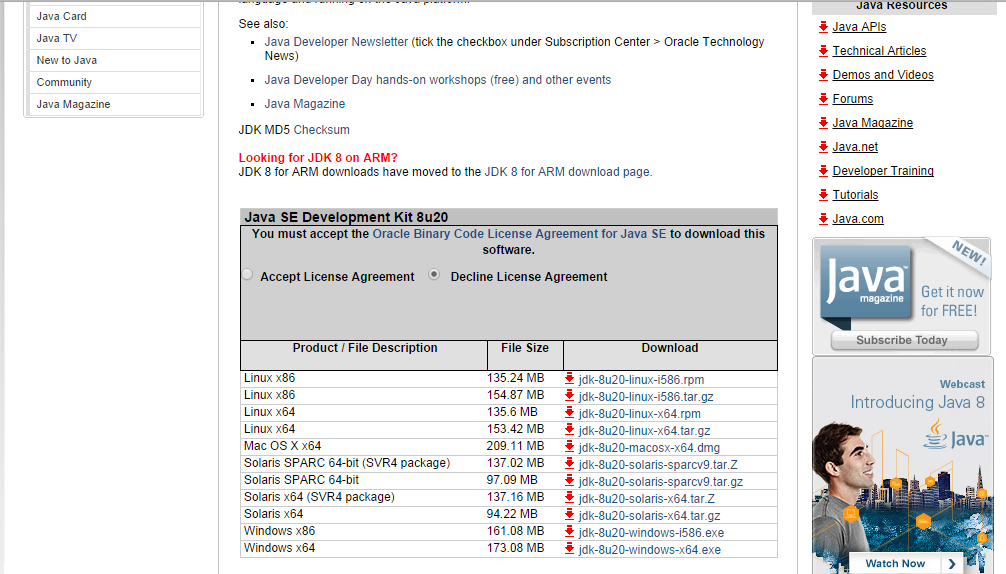 Java Card
Java TV
New to Java
Community
Java Magazine
language and running on the Java platform.
See also:
Java Developer Newsletter (tick the checkbox under Subscription Center > Oracle Technology
News)
Java Developer Day hands-on workshops (free) and other events
Java Magazine
JDK MD5 Checksum
Looking for JDK 8 on ARM?
JDK 8 for ARM downloads have moved to the JDK 8 for ARM download page.
Java SE Development Kit 8u20
You must accept the Oracle Binary Code License Agreement for Java SE to download this
software.
Accept License Agreement Decline License Agreement
Product / File Description File Size Download
Linux x86 135.24 MB jdk-8u20-linux-i586.rpm
Linux x86 154.87 MB jdk-8u20-linux-i586.tar.gz
Linux x64 135.6 MB jdk-8u20-linux-x64.rpm
Linux x64 153.42 MB jdk-8u20-linux-x64.tar.gz
Mac OS X x64 209.11 MB jdk-8u20-macosx-x64.dmg
Solaris SPARC 64-bit (SVR4 package) 137.02 MB jdk-8u20-solaris-sparcv9.tar.Z
Solaris SPARC 64-bit 97.09 MB jdk-8u20-solaris-sparcv9.tar.gz
Solaris x64 (SVR4 package) 137.16 MB jdk-8u20-solaris-x64.tar.Z
Solaris x64 94.22 MB jdk-8u20-solaris-x64.tar.gz
Windows x86 161.08 MB jdk-8u20-windows-i586.exe
Windows x64 173.08 MB jdk-8u20-windows-x64.exe
Java Resources
Java APIs
Technical Articles
Demos and Videos
Forums
Java Magazine
Java.net
Developer Training
Tutorials
Java.com
NEW!
Java
magazine
Get it now
for FREE!
Subscribe Today
Webcast
Introducing Java 8
Java
Watch Now